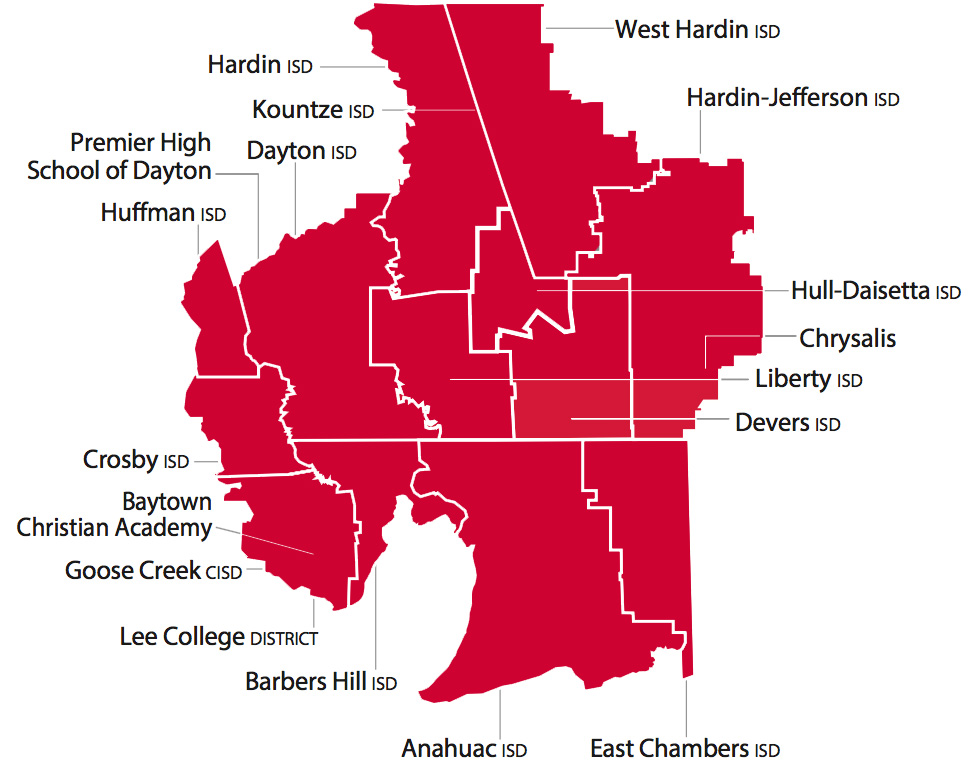 West Hardin ISD
Hardin ISD
Hardin-Jefferson ISD
Kountze ISD
Premier High
School of Dayton
Dayton ISD
Huffman ISD
Hull-Daisetta ISD
Chrysalis
Liberty ISD
Devers ISD
Crosby ISD
Baytown
Christian Academy
Goose Creek CISD
Lee College DISTRICT
Barbers Hill ISD
Anahuac ISD
East Chambers ISD